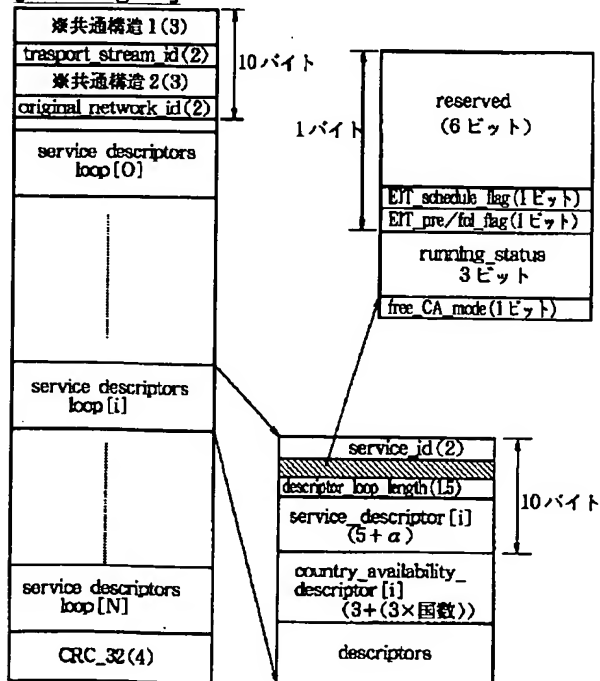 ※共通構造1(3)
trasport_stream_id(2)
※共通構造2(3)
original_network_id(2)
10バイト
service descriptors
loop[0]
service descriptors
loop[i]
service descriptors
loop[N]
CRC_32(4)
1バイト
reserved
(6ビット)
EIT_schedule_flag(1ビット)
EIT_pre/fol_flag(1ビット)
running_status
3ビット
free_CA_mode(1ビット)
service_id(2)
descriptor_loop_length(1.5)
service_descriptor[i]
(5+α)
10バイト
country_availability_
descriptor[i]
(3+(3×国数))
descriptors